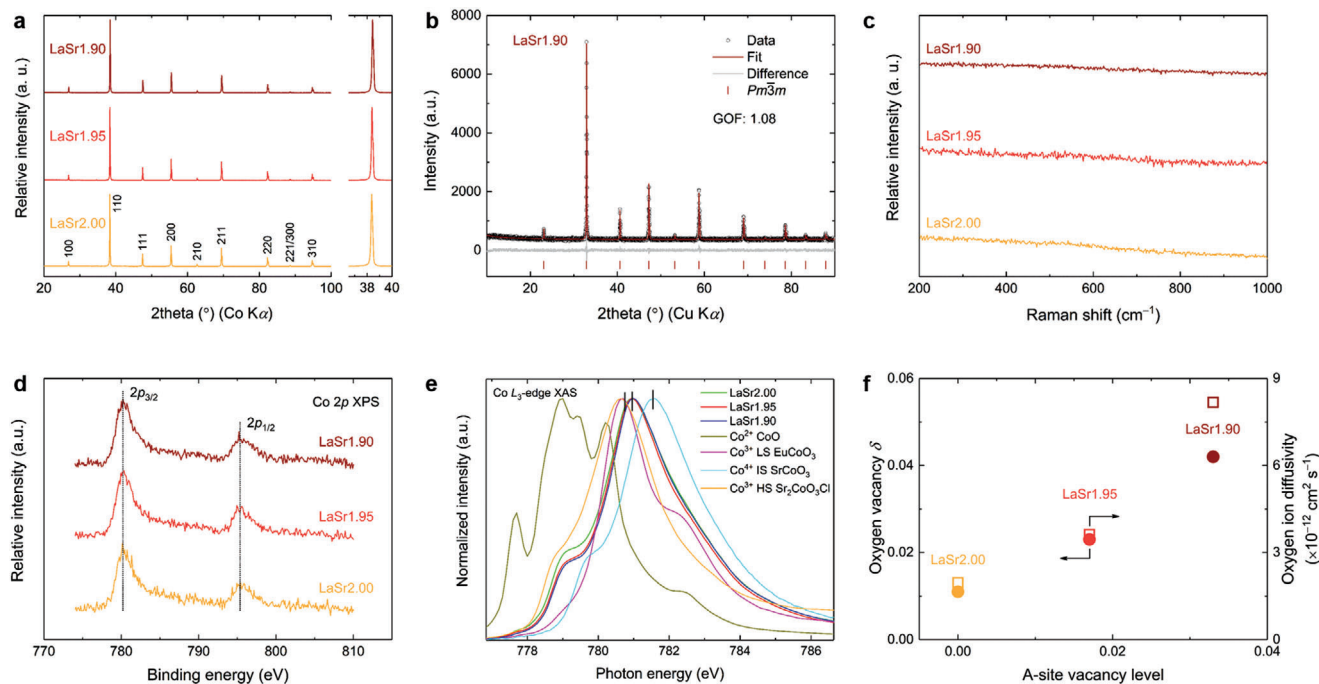 a
Relative intensity (a. u.)
LaSr1.90
LaSr1.95
LaSr2.00
100
110
111
200
210
211
220
221/300
310
20 40 60 80 100 38 40
2theta (°) (Co Kα)
b
Intensity (a.u.)
8000
6000
4000
2000
0
LaSr1.90
Data
Fit
Difference
Pm3̅m
GOF: 1.08
20 40 60 80
2theta (°) (Cu Kα)
c
Relative intensity (a. u.)
LaSr1.90
LaSr1.95
LaSr2.00
200 400 600 800 1000
Raman shift (cm⁻¹)
d
Relative intensity (a.u.)
2p3/2
2p1/2
Co 2p XPS
LaSr1.90
LaSr1.95
LaSr2.00
770 780 790 800 810
Binding energy (eV)
e
Normalized intensity (a.u.)
Co L₃-edge XAS
LaSr2.00
LaSr1.95
LaSr1.90
Co²⁺ CoO
Co³⁺ LS EuCoO₃
Co⁴⁺ IS SrCoO₃
Co³⁺ HS Sr₂CoO₃Cl
778 780 782 784 786
Photon energy (eV)
f
Oxygen vacancy δ
0.06
0.04
0.02
0.00
LaSr2.00
LaSr1.95
LaSr1.90
9
6
3
0
Oxygen ion diffusivity
(×10⁻¹² cm² s⁻¹)
0.00 0.02 0.04
A-site vacancy level